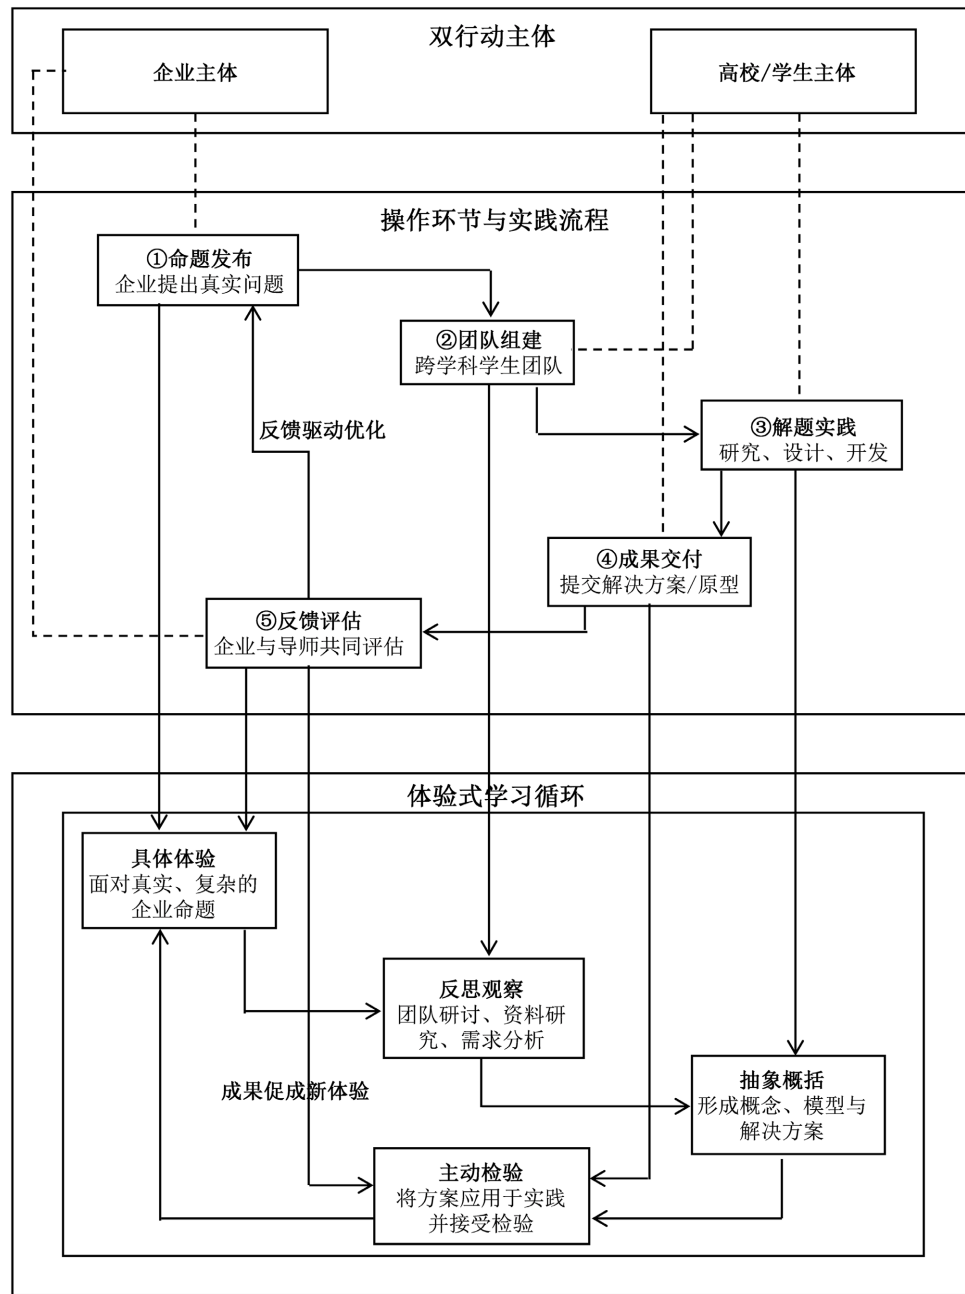 双行动主体
企业主体
高校/学生主体
操作环节与实践流程
①命题发布
企业提出真实问题
②团队组建
跨学科学生团队
反馈驱动优化
③解题实践
研究、设计、开发
④成果交付
提交解决方案/原型
⑤反馈评估
企业与导师共同评估
体验式学习循环
具体体验
面对真实、复杂的
企业命题
反思观察
团队研讨、资料研
究、需求分析
成果促成新体验
抽象概括
形成概念、模型与
解决方案
主动检验
将方案应用于实践
并接受检验